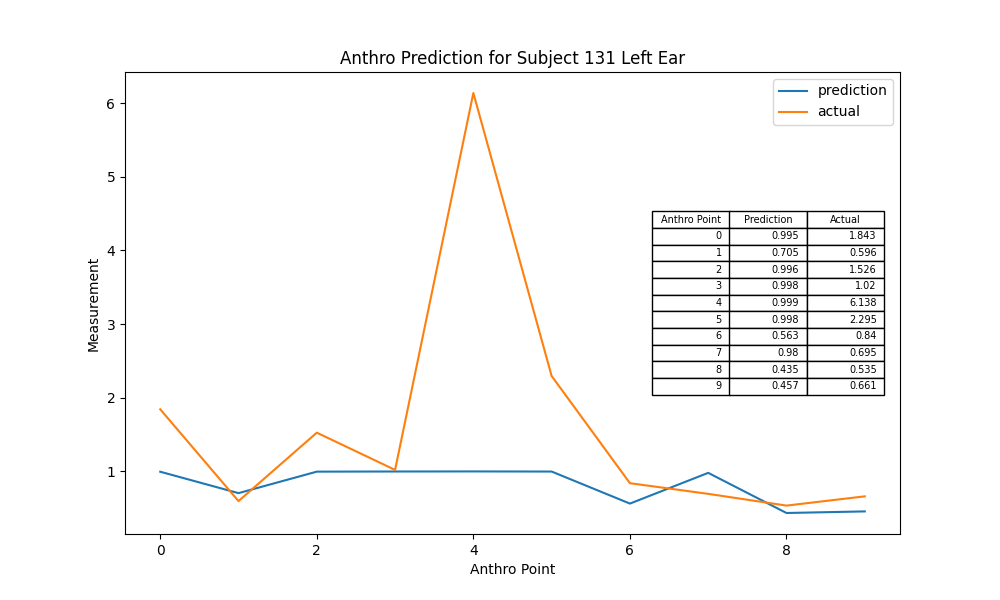 Anthro Prediction for Subject 131 Left Ear
prediction
actual
6
5
4
3
2
1
Measurement
Anthro Point Prediction Actual
0 0.995 1.843
1 0.705 0.596
2 0.996 1.526
3 0.998 1.02
4 0.999 6.138
5 0.998 2.295
6 0.563 0.84
7 0.98 0.695
8 0.435 0.535
9 0.457 0.661
0 2 4 6 8
Anthro Point